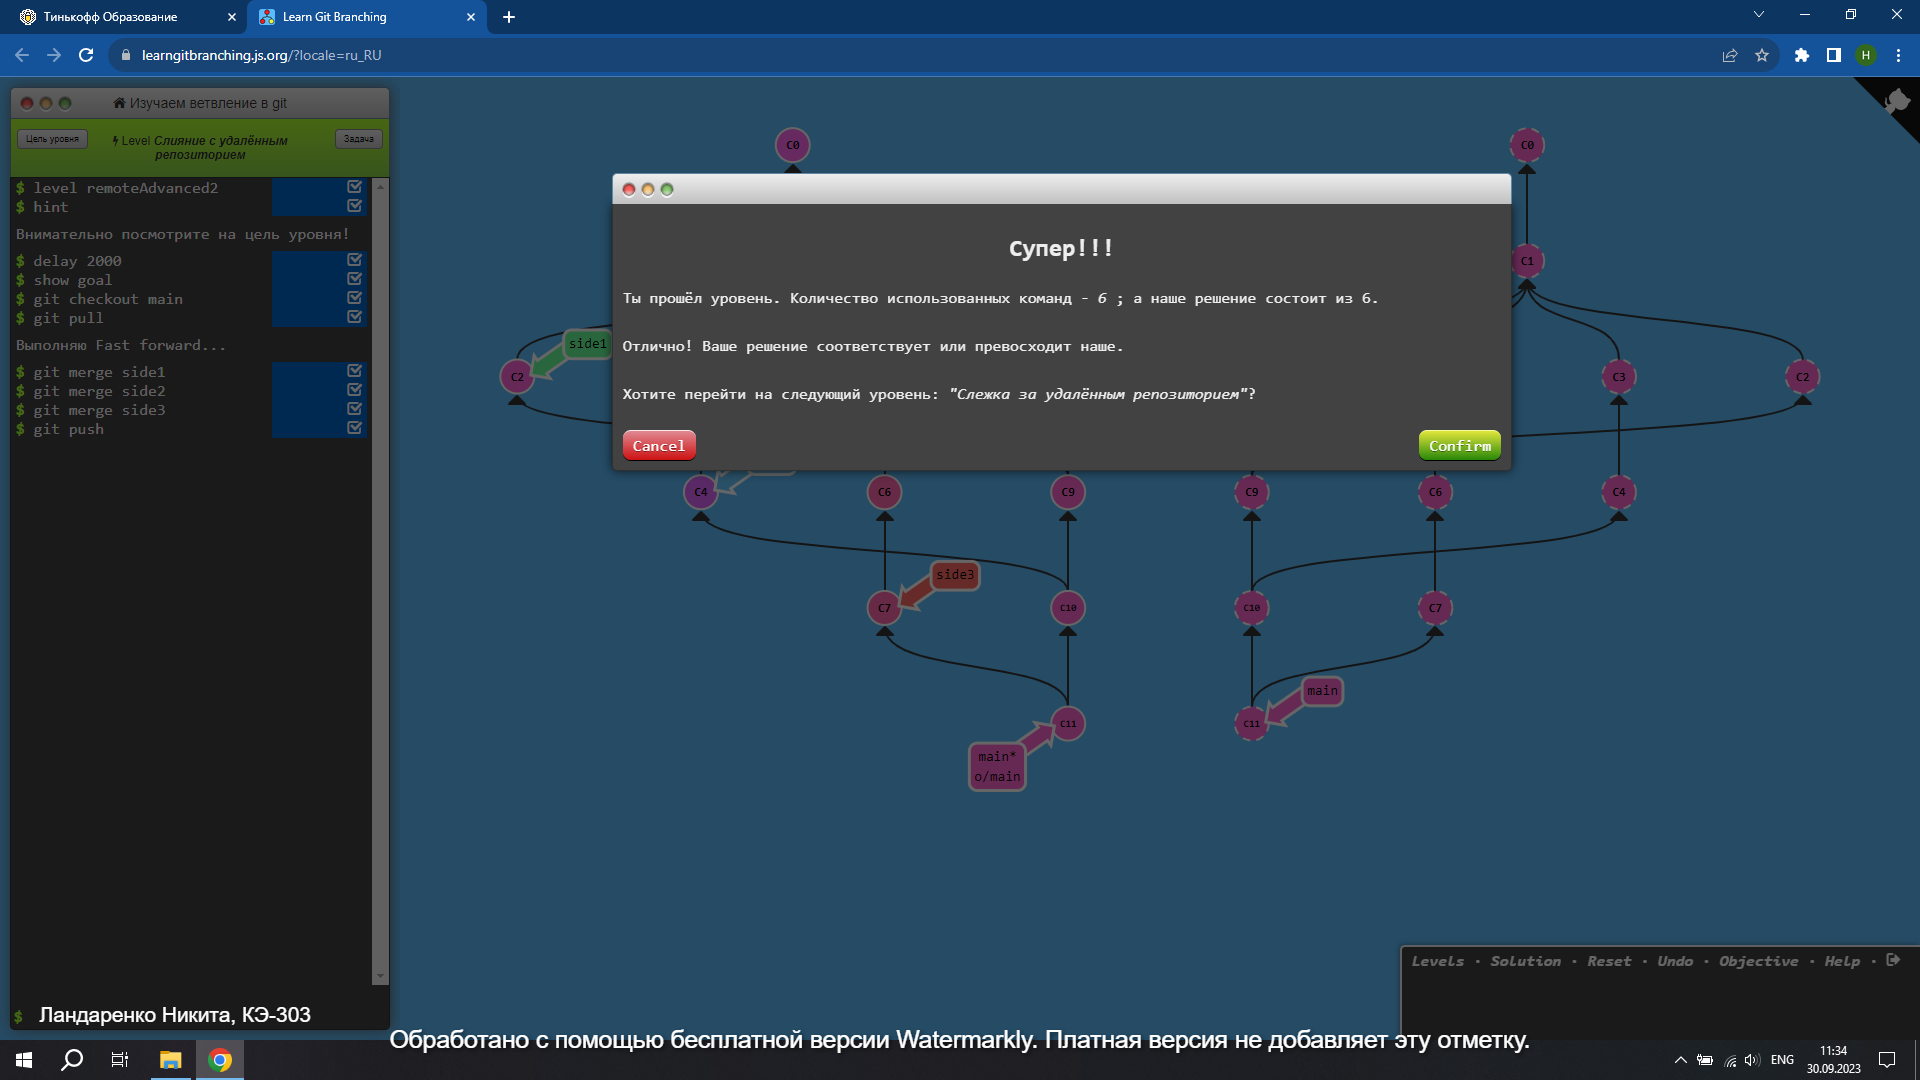 Тинькофф Образование
Learn Git Branching
learngitbranching.js.org/?locale=ru_RU
H
Изучаем ветвление в git
Цель уровня
Level Слияние с удалённым репозиторием
Задача
$ level remoteAdvanced2
$ hint
Внимательно посмотрите на цель уровня!
$ delay 2000
$ show goal
$ git checkout main
$ git pull
Выполняю Fast forward...
$ git merge side1
$ git merge side2
$ git merge side3
$ git push
$
Ландаренко Никита, КЭ-303
C0
C0
Супер!!!
Ты прошёл уровень. Количество использованных команд - 6 ; а наше решение состоит из 6.
Отлично! Ваше решение соответствует или превосходит наше.
Хотите перейти на следующий уровень: "Слежка за удалённым репозиторием"?
Cancel
Confirm
C1
side1
C2
C3
C2
C4
C6
C9
C9
C6
C4
side3
C7
C10
C10
C7
main
C11
C11
main*
o/main
Levels · Solution · Reset · Undo · Objective · Help ·
Обработано с помощью бесплатной версии Watermarkly. Платная версия не добавляет эту отметку.
ENG
11:34
30.09.2023